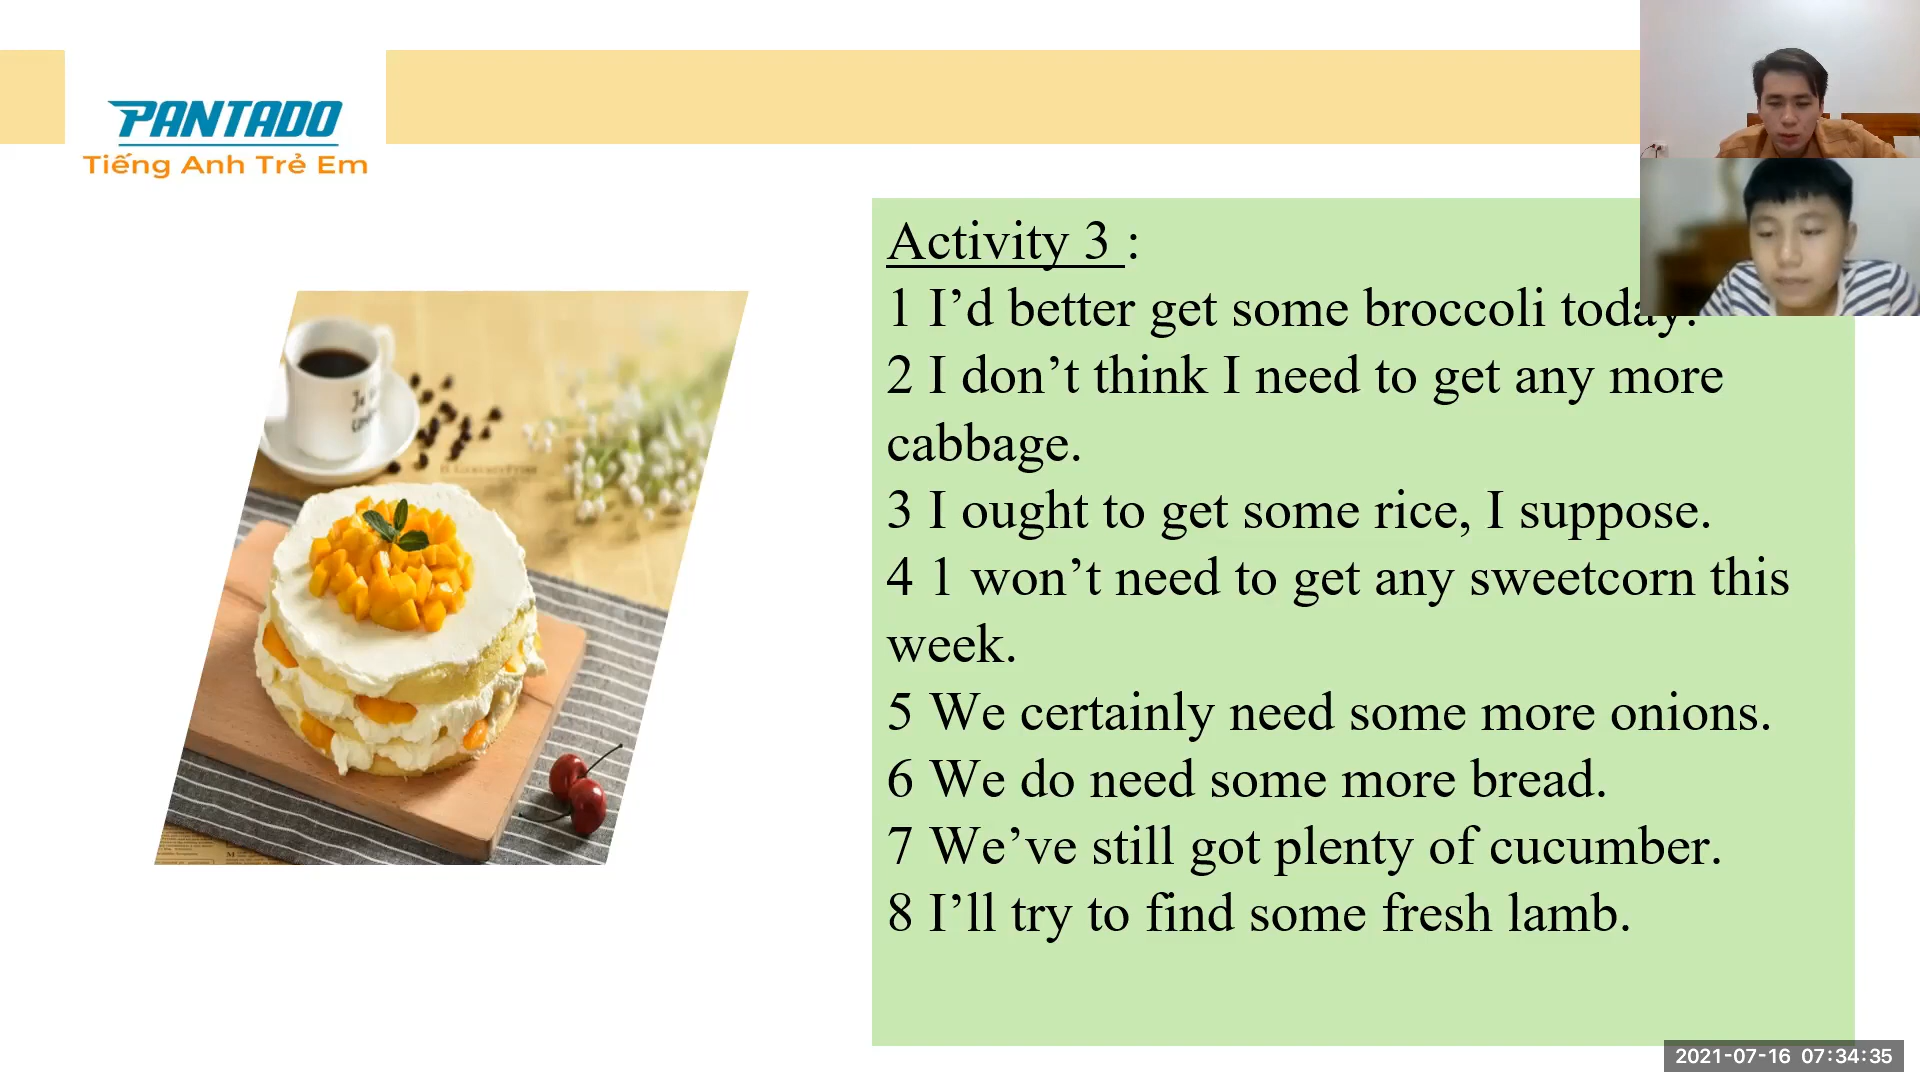 PANTADO
Tiếng Anh Trẻ Em
Activity 3 :
1 I’d better get some broccoli today.
2 I don’t think I need to get any more
cabbage.
3 I ought to get some rice, I suppose.
4 1 won’t need to get any sweetcorn this
week.
5 We certainly need some more onions.
6 We do need some more bread.
7 We’ve still got plenty of cucumber.
8 I’ll try to find some fresh lamb.
2021-07-16 07:34:35